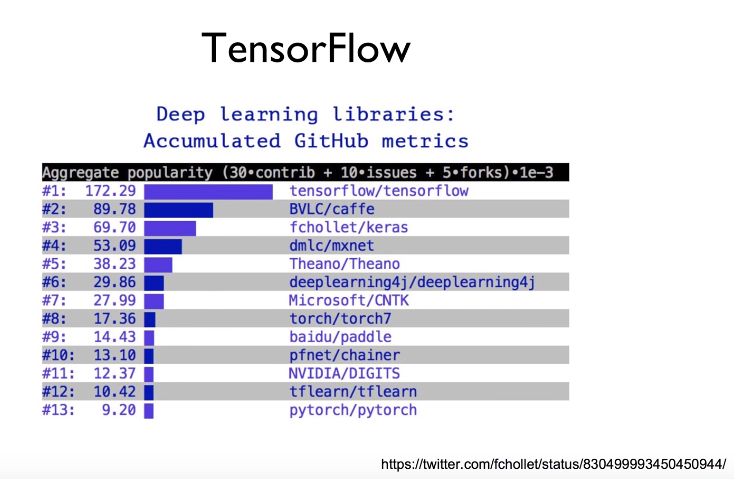 TensorFlow
Deep learning libraries:
Accumulated GitHub metrics
Aggregate popularity (30•contrib + 10•issues + 5•forks)•1e-3
#1: 172.29 tensorflow/tensorflow
#2: 89.78 BVLC/caffe
#3: 69.70 fchollet/keras
#4: 53.09 dmlc/mxnet
#5: 38.23 Theano/Theano
#6: 29.86 deeplearning4j/deeplearning4j
#7: 27.99 Microsoft/CNTK
#8: 17.36 torch/torch7
#9: 14.43 baidu/paddle
#10: 13.10 pfnet/chainer
#11: 12.37 NVIDIA/DIGITS
#12: 10.42 tflearn/tflearn
#13: 9.20 pytorch/pytorch
https://twitter.com/fchollet/status/830499993450450944/